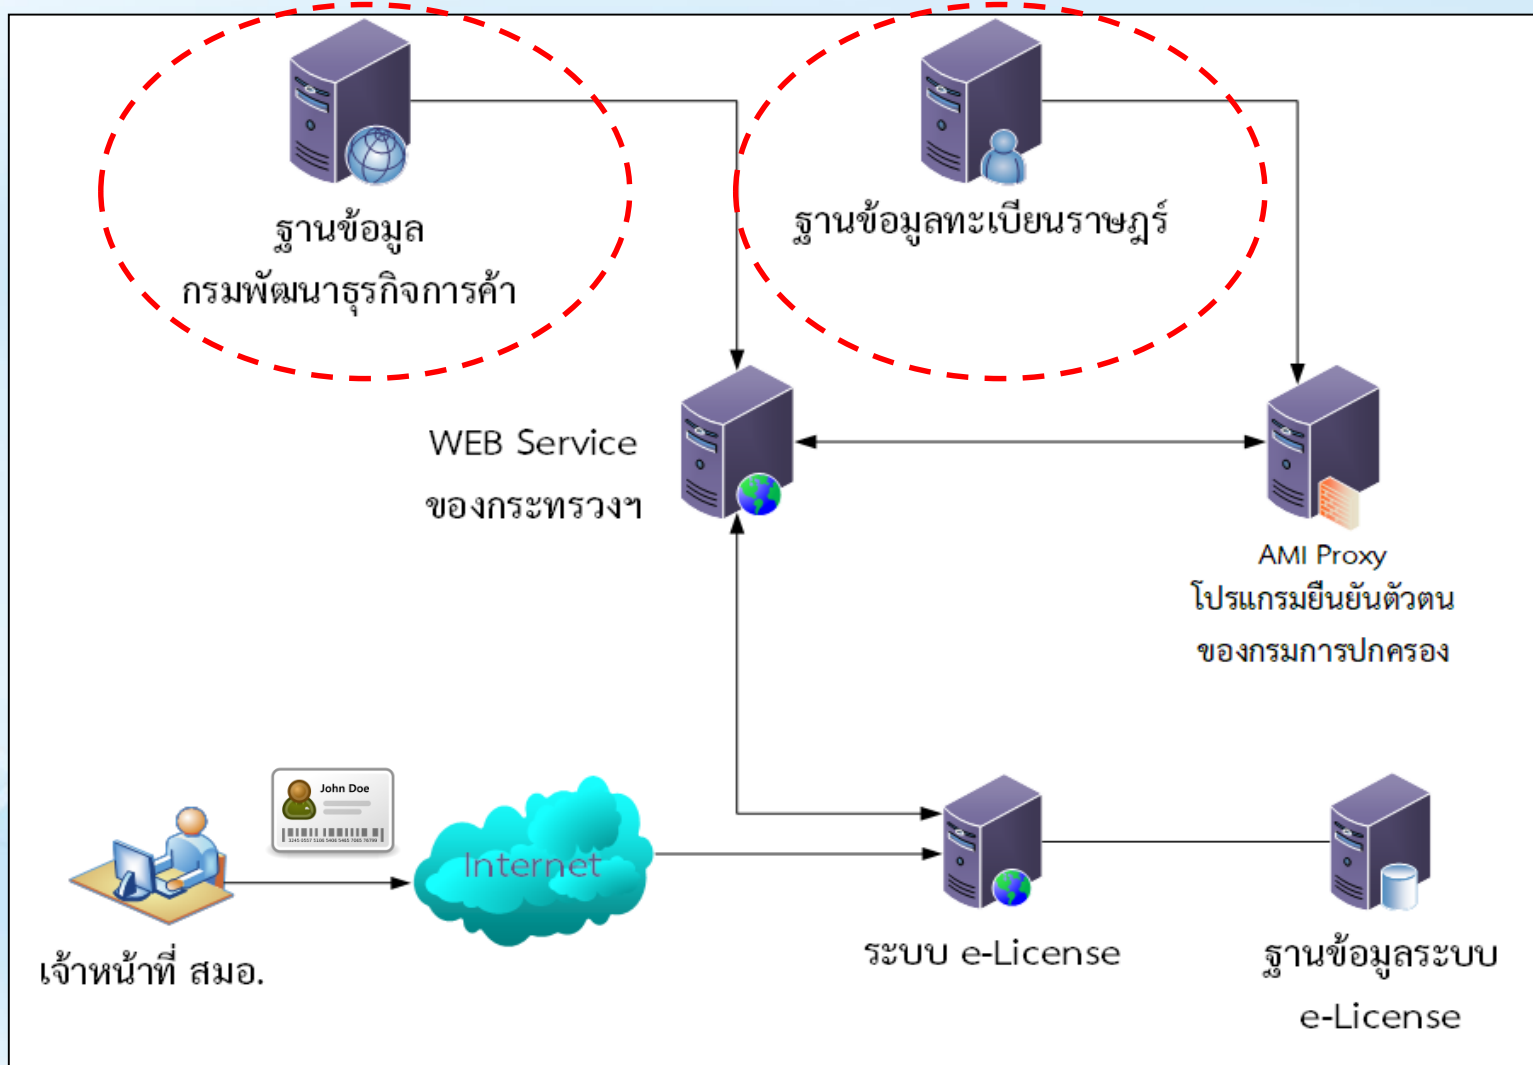 ฐานข้อมูล
กรมพัฒนาธุรกิจการค้า
ฐานข้อมูลทะเบียนราษฎร์
WEB Service
ของกระทรวงฯ
AMI Proxy
โปรแกรมยืนยันตัวตน
ของกรมการปกครอง
John Doe
Internet
เจ้าหน้าที่ สมอ.
ระบบ e-License
ฐานข้อมูลระบบ
e-License